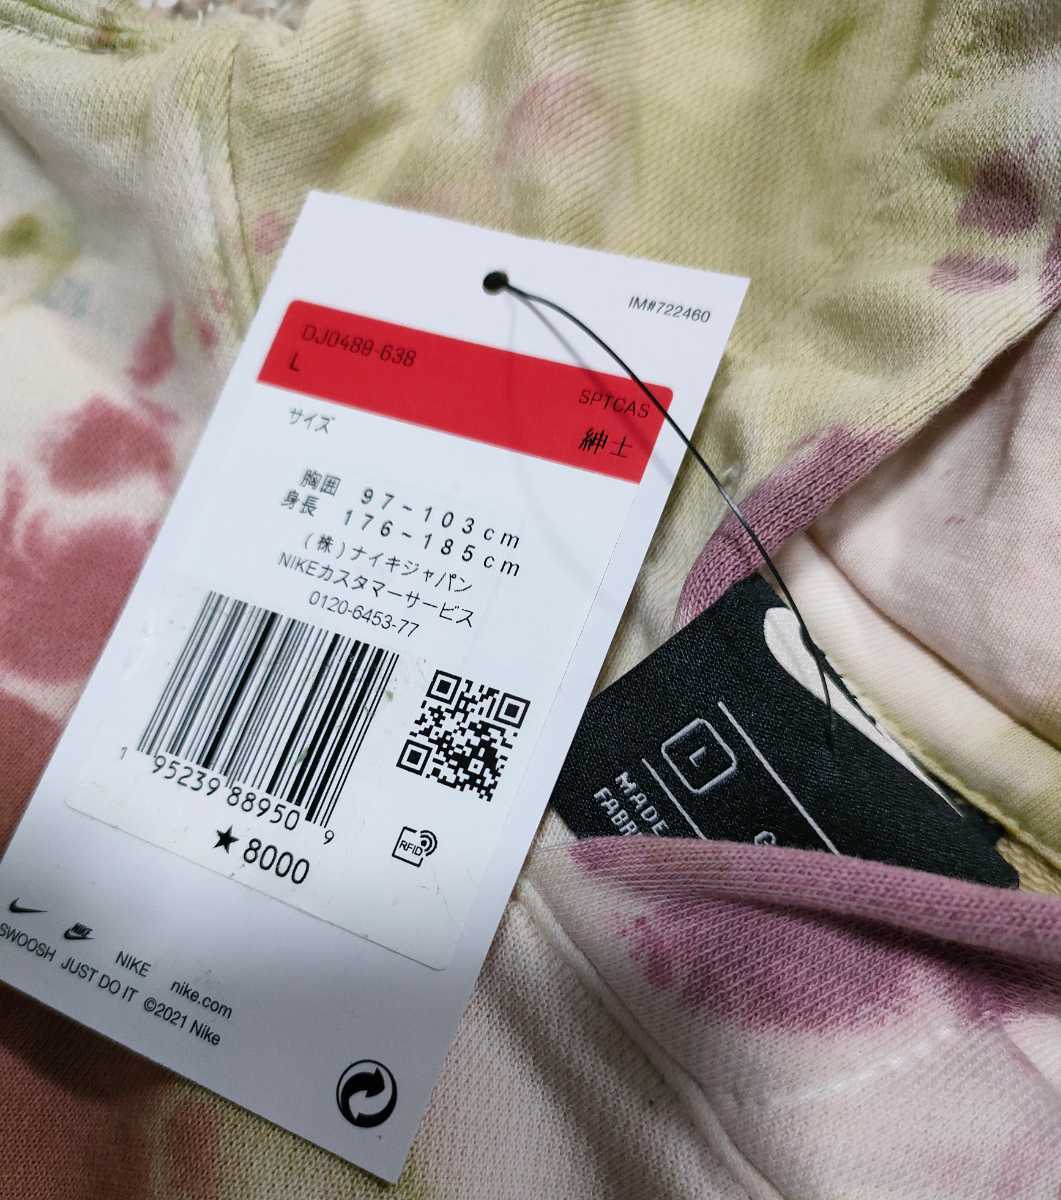 IM#722460
DJ0489-638
L
SPTCAS
紳士
サイズ
胸囲 97-103cm
身長 176-185cm
(株)ナイキジャパン
NIKEカスタマーサービス
0120-6453-77
1 95239 88950 9
★8000
RFID
NIKE
SWOOSH JUST DO IT
NIKE nike.com
©2021 Nike
L
MADE
FABR